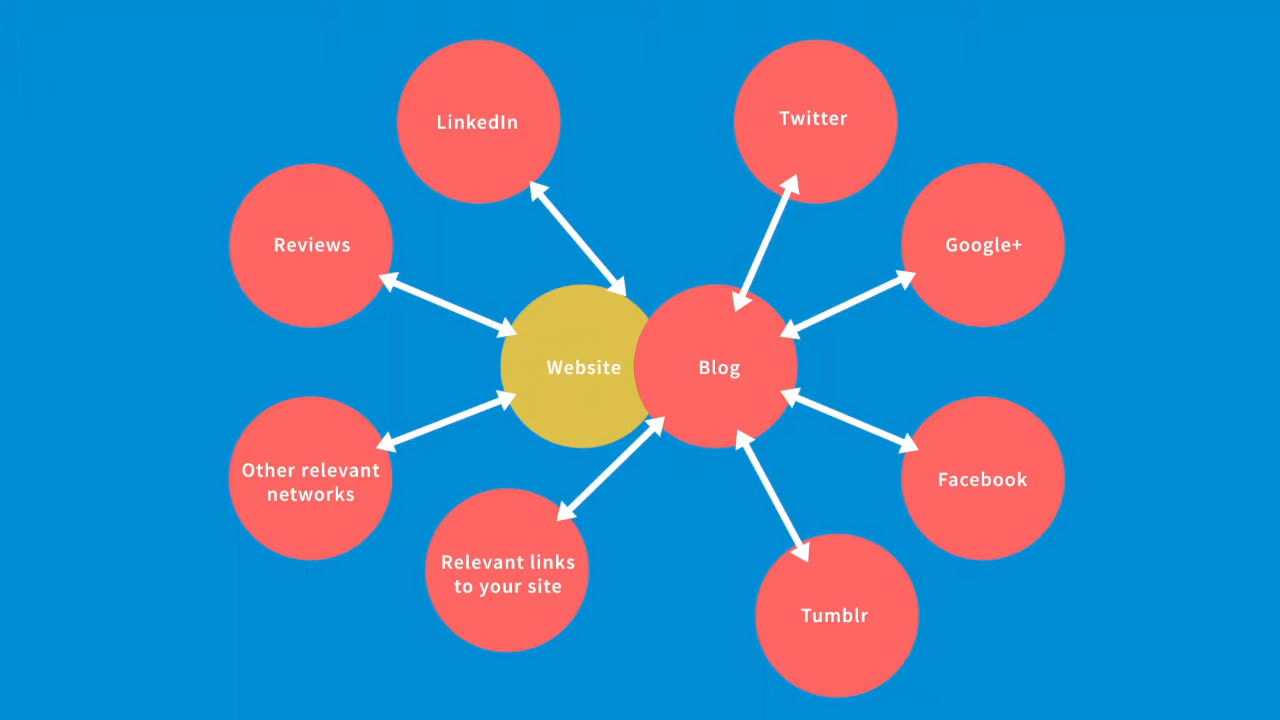 LinkedIn
Twitter
Reviews
Google+
Website
Blog
Other relevant
networks
Facebook
Relevant links
to your site
Tumblr